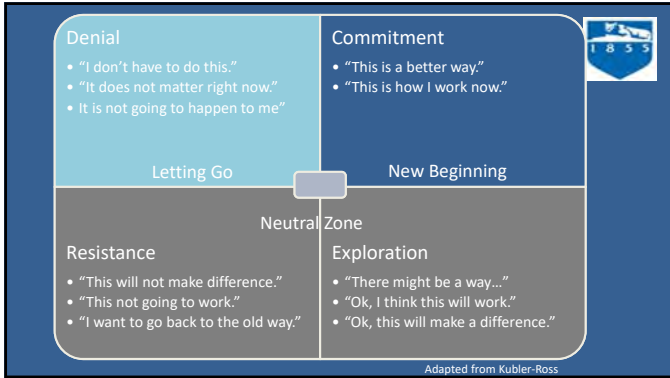 Denial
• “I don’t have to do this.”
• “It does not matter right now.”
• It is not going to happen to me”
Letting Go
Commitment
• “This is a better way.”
• “This is how I work now.”
New Beginning
1 8 5 5
Neutral Zone
Resistance
• “This will not make difference.”
• “This not going to work.”
• “I want to go back to the old way.”
Exploration
• “There might be a way…”
• “Ok, I think this will work.”
• “Ok, this will make a difference.”
Adapted from Kubler-Ross